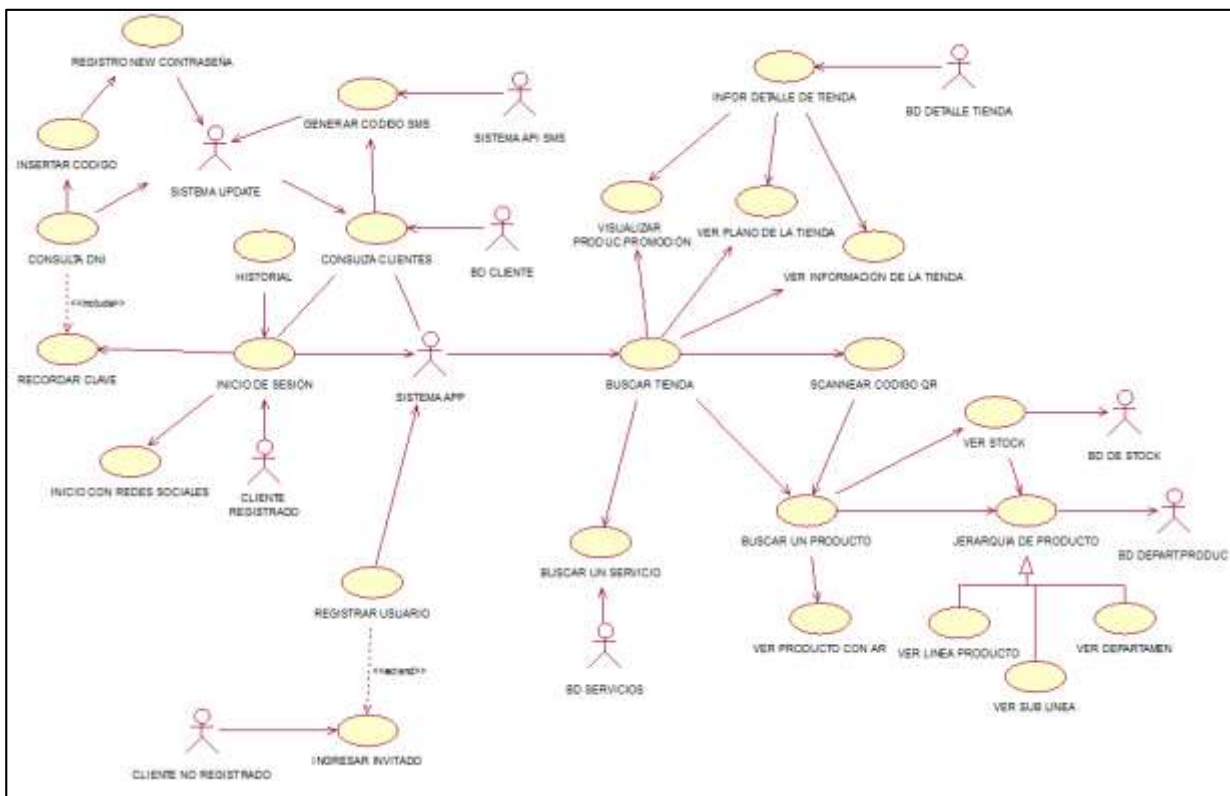 REGISTRO NEW CONTRASEÑA
INFOR DETALLE DE TIENDA
BD DETALLE TIENDA
GENERAR CODIGO SMS
SISTEMA API SMS
INSERTAR CODIGO
SISTEMA UPDATE
VISUALIZAR
PRODUC.PROMOCIÓN
VER PLANO DE LA TIENDA
CONSULTA DNI
HISTORIAL
CONSULTA CLIENTES
BD CLIENTE
VER INFORMACION DE LA TIENDA
<<include>>
RECORDAR CLAVE
INICIO DE SESIÓN
SISTEMA APP
BUSCAR TIENDA
SCANNEAR CODIGO QR
VER STOCK
BD DE STOCK
INICIO CON REDES SOCIALES
CLIENTE
REGISTRADO
BUSCAR UN PRODUCTO
JERARQUIA DE PRODUCTO
BD DEPART.PRODUC
BUSCAR UN SERVICIO
REGISTRAR USUARIO
VER PRODUCTO CON AR
VER LINEA PRODUCTO
VER DEPARTAMEN
<<extend>>
BD SERVICIOS
VER SUB LINEA
CLIENTE NO REGISTRADO
INGRESAR INVITADO